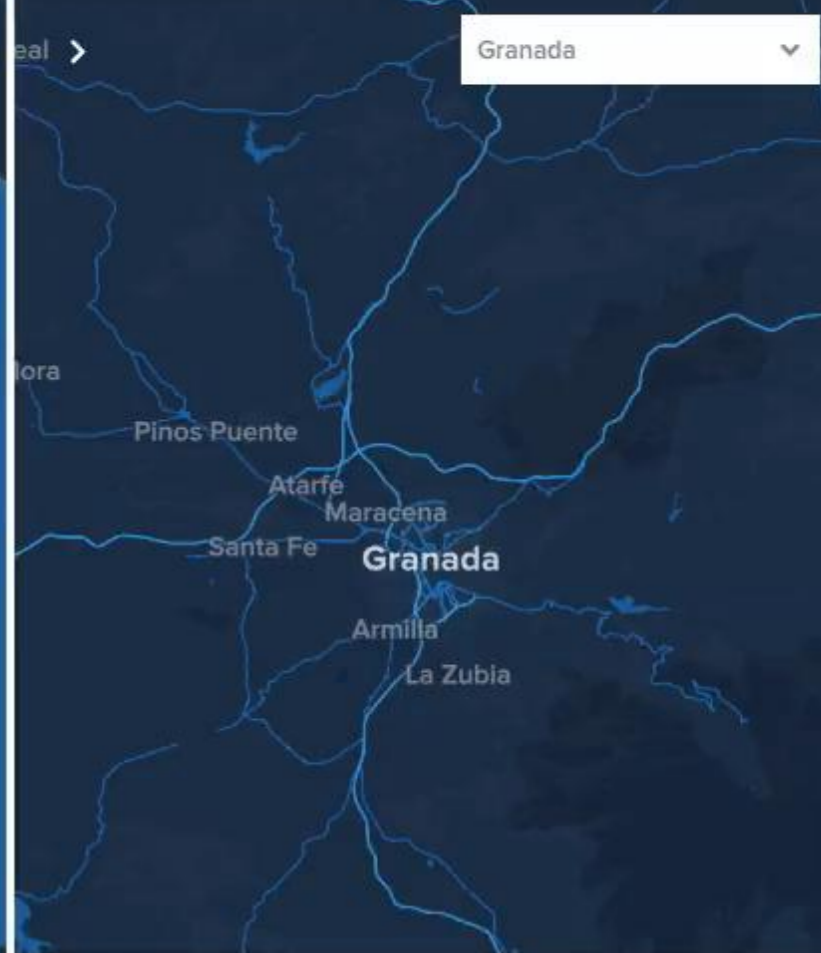 eal
Granada
lora
Pinos Puente
Atarfe
Maracena
Santa Fe
Granada
Armilla
La Zubia